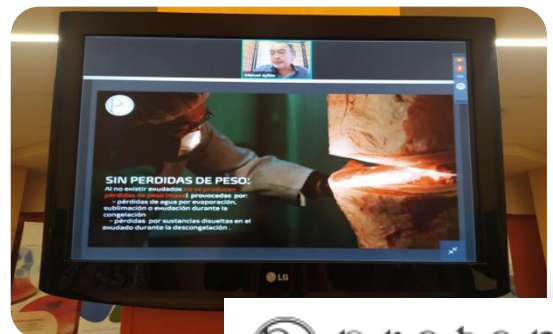 SIN PERDIDAS DE PESO:
Al no existir exudados no se producen
pérdidas de peso (masa) provocadas por:
- pérdidas de agua por evaporación,
sublimación o exudación durante la
congelación
- pérdidas por sustancias disueltas en el
exudado durante la descongelación.
LG